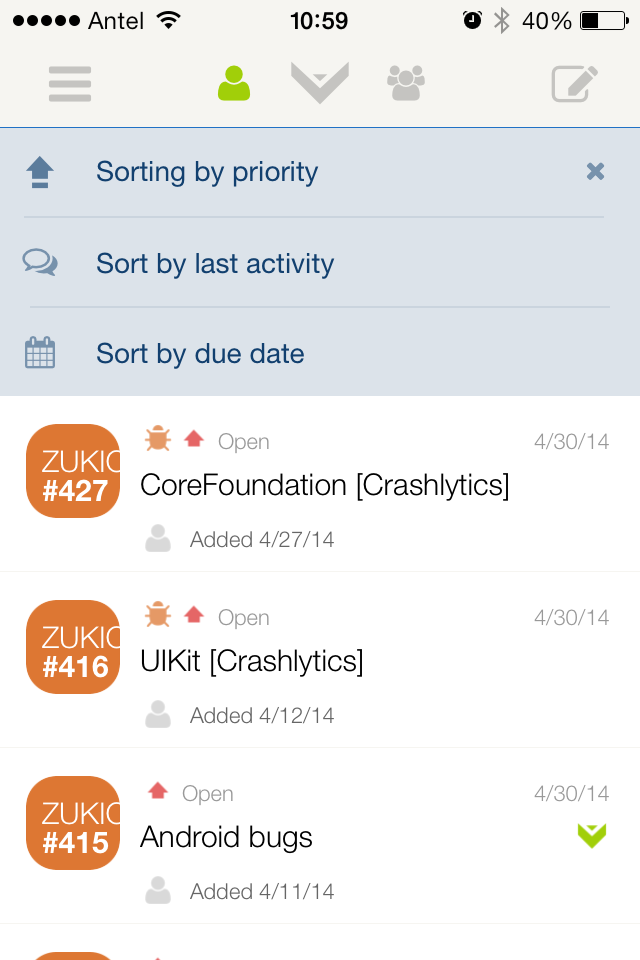 Antel 10:59 40%
Sorting by priority
Sort by last activity
Sort by due date
Open 4/30/14
ZUKIC
#427
CoreFoundation [Crashlytics]
Added 4/27/14
Open 4/30/14
ZUKIC
#416
UIKit [Crashlytics]
Added 4/12/14
Open 4/30/14
ZUKIC
#415
Android bugs
Added 4/11/14